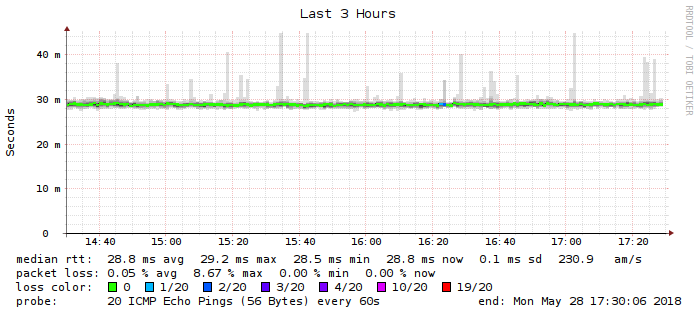 Last 3 Hours
RRDTOOL / TOBI OETIKER
Seconds
40 m
30 m
20 m
10 m
0
14:40 15:00 15:20 15:40 16:00 16:20 16:40 17:00 17:20
median rtt: 28.8 ms avg 29.2 ms max 28.5 ms min 28.8 ms now 0.1 ms sd 230.9 am/s
packet loss: 0.05 % avg 8.67 % max 0.00 % min 0.00 % now
loss color: 0 1/20 2/20 3/20 4/20 10/20 19/20
probe: 20 ICMP Echo Pings (56 Bytes) every 60s end: Mon May 28 17:30:06 2018